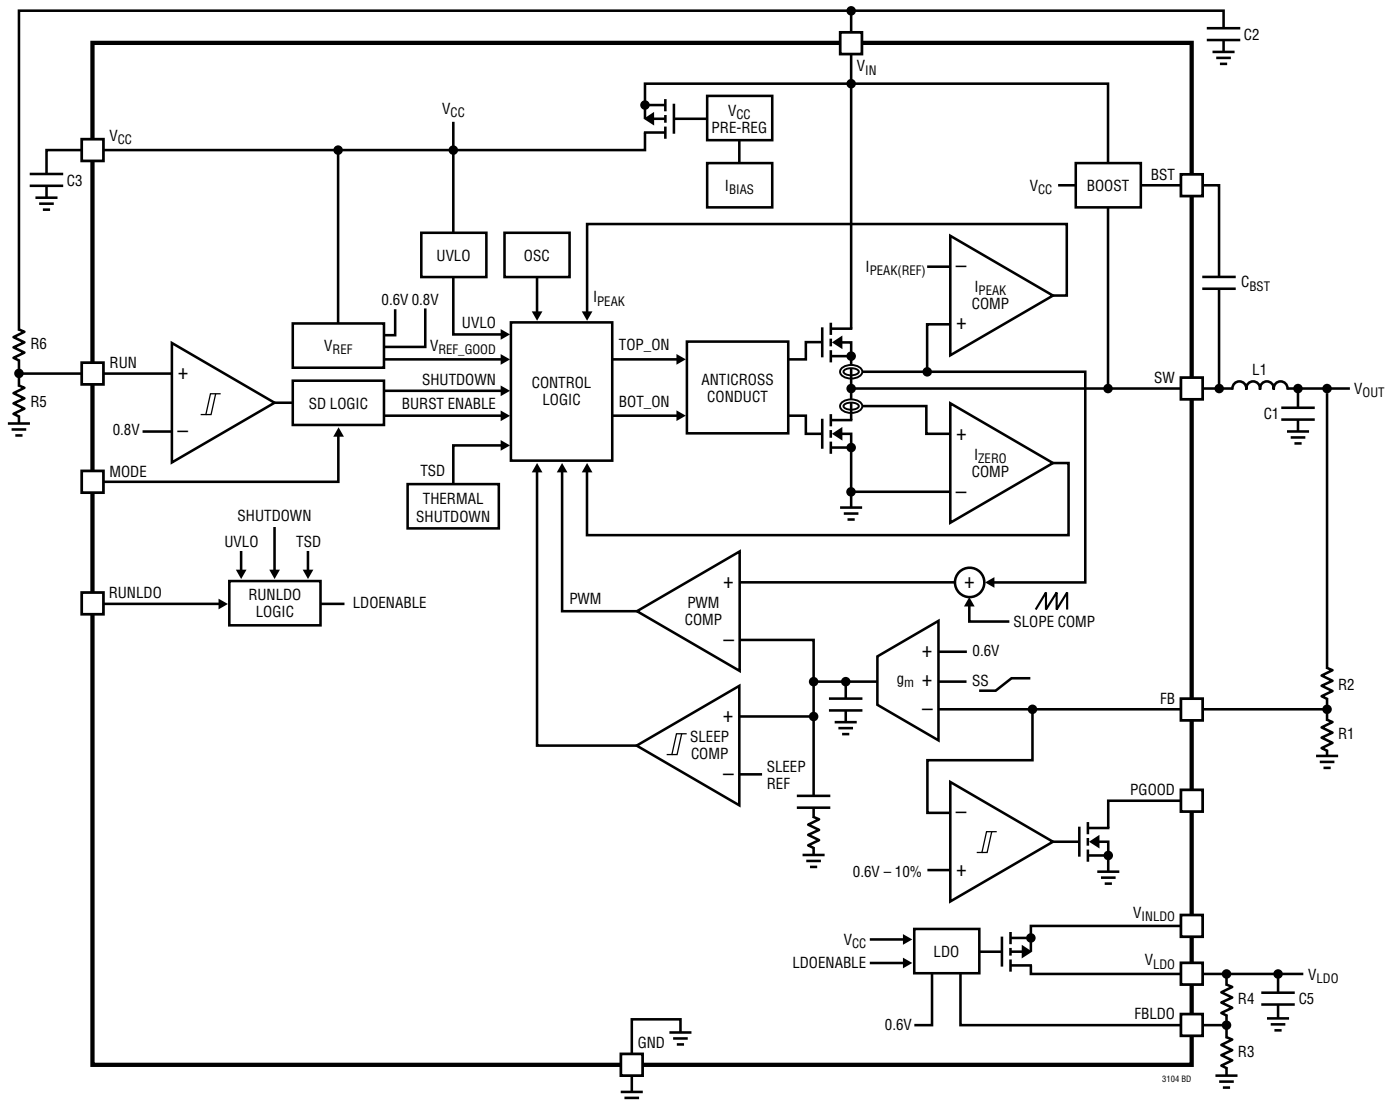 C2
VIN
VCC
VCC
VCC
PRE-REG
IBIAS
C3
VCC
BOOST
BST
CBST
UVLO
OSC
IPEAK(REF)
–
IPEAK
COMP
+
IPEAK
0.6V 0.8V
UVLO
VREF
VREF_GOOD
R6
RUN
+
0.8V
–
R5
SD LOGIC
SHUTDOWN
BURST ENABLE
CONTROL
LOGIC
TOP_ON
BOT_ON
ANTICROSS
CONDUCT
SW
L1
VOUT
C1
+
IZERO
COMP
–
MODE
TSD
THERMAL
SHUTDOWN
SHUTDOWN
UVLO
TSD
RUNLDO
RUNLDO
LOGIC
LDOENABLE
PWM
+
PWM
COMP
–
+
SLOPE COMP
+
0.6V
gm
+
SS
–
FB
R2
R1
+
SLEEP
COMP
–
SLEEP
REF
PGOOD
–
0.6V – 10%
+
VINLDO
VCC
LDO
LDOENABLE
VLDO
VLDO
R4
C5
0.6V
FBLDO
R3
GND
3104 BD